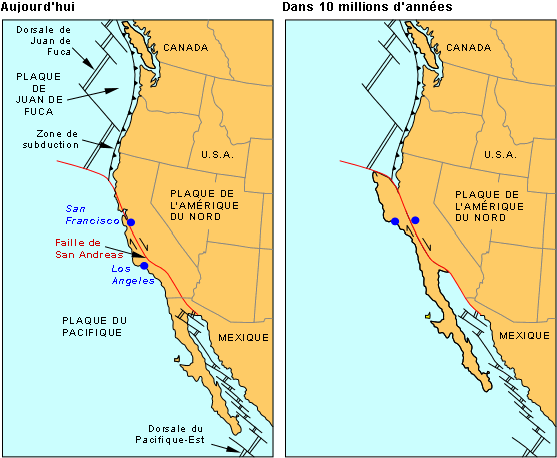 Aujourd'hui
Dorsale de
Juan de
Fuca
CANADA
PLAQUE
DE
JUAN DE
FUCA
Zone de
subduction
U.S.A.
PLAQUE DE
L'AMÉRIQUE
DU NORD
San
Francisco
Faille de
San Andreas
Los
Angeles
PLAQUE DU
PACIFIQUE
MEXIQUE
Dorsale du
Pacifique-Est
Dans 10 millions d'années
CANADA
U.S.A.
PLAQUE DE
L'AMÉRIQUE
DU NORD
MEXIQUE